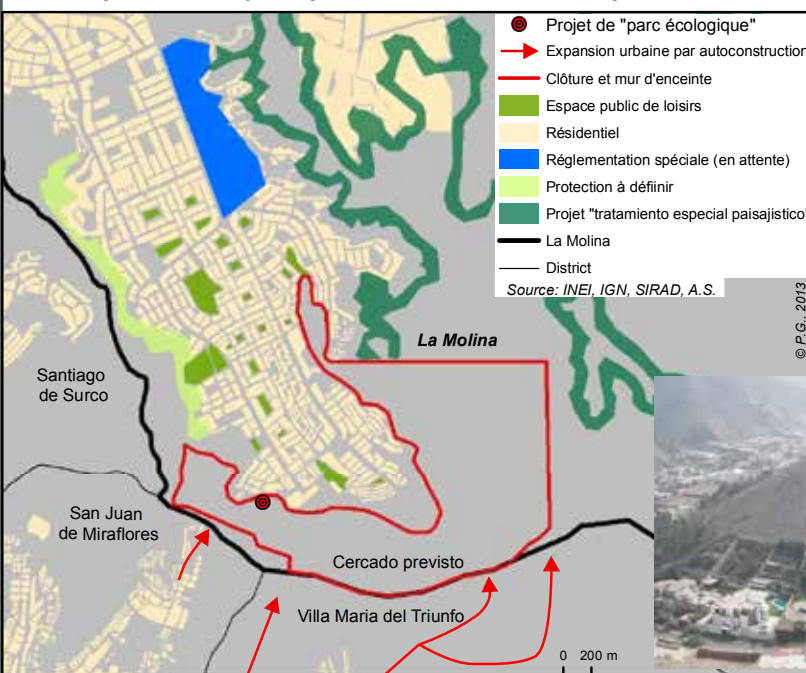 Projet de "parc écologique"
Expansion urbaine par autoconstruction
Clôture et mur d'enceinte
Espace public de loisirs
Résidentiel
Réglementation spéciale (en attente)
Protection à défiinir
Projet "tratamiento especial paisajistico"
La Molina
District
Source: INEI, IGN, SIRAD, A.S.
© P.G., 2013
La Molina
Santiago
de Surco
San Juan
de Miraflores
Cercado previsto
Villa Maria del Triunfo
0 200 m